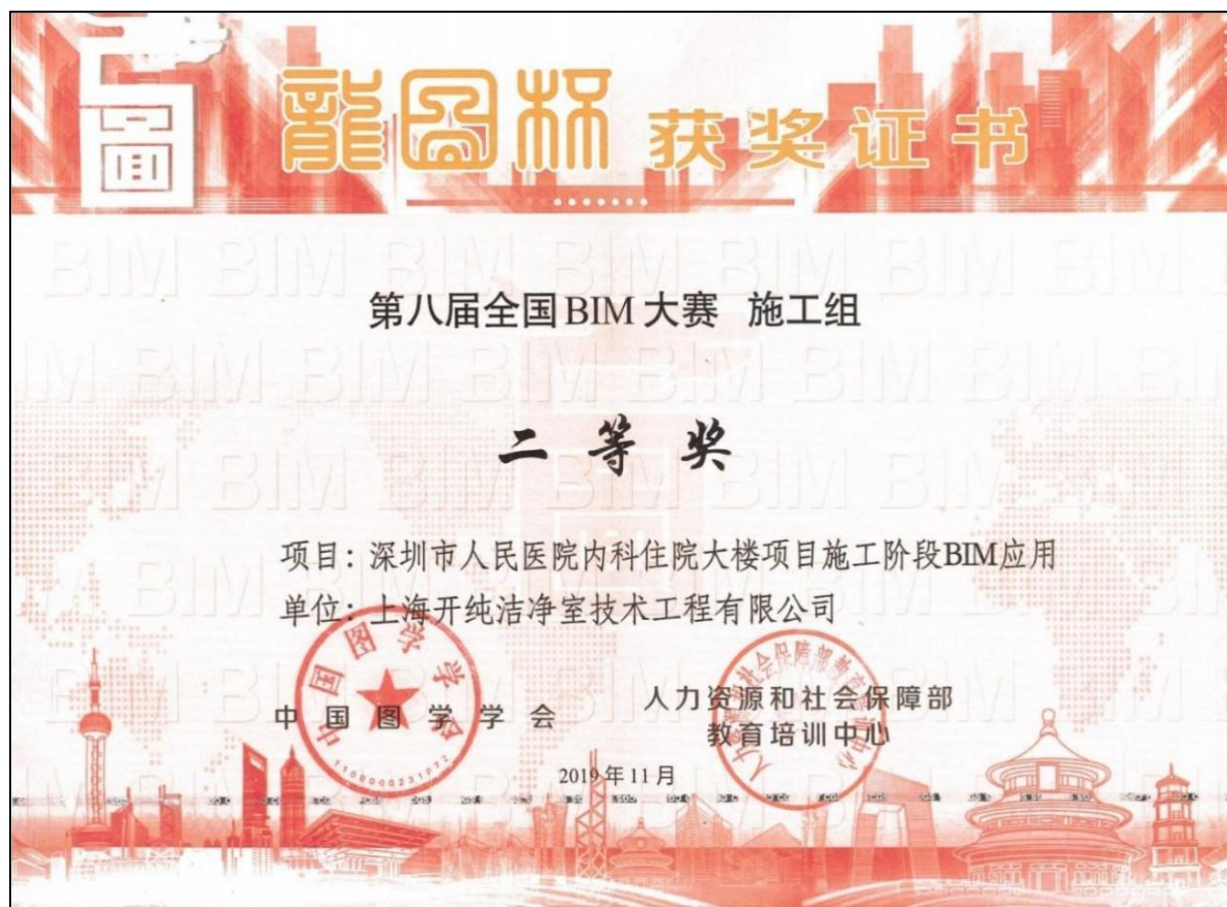 龍圖杯 获奖证书
第八届全国BIM大赛 施工组
二等奖
项目：深圳市人民医院内科住院大楼项目施工阶段BIM应用
单位：上海开纯洁净室技术工程有限公司
中国图学学会
人力资源和社会保障部
教育培训中心
2019年11月